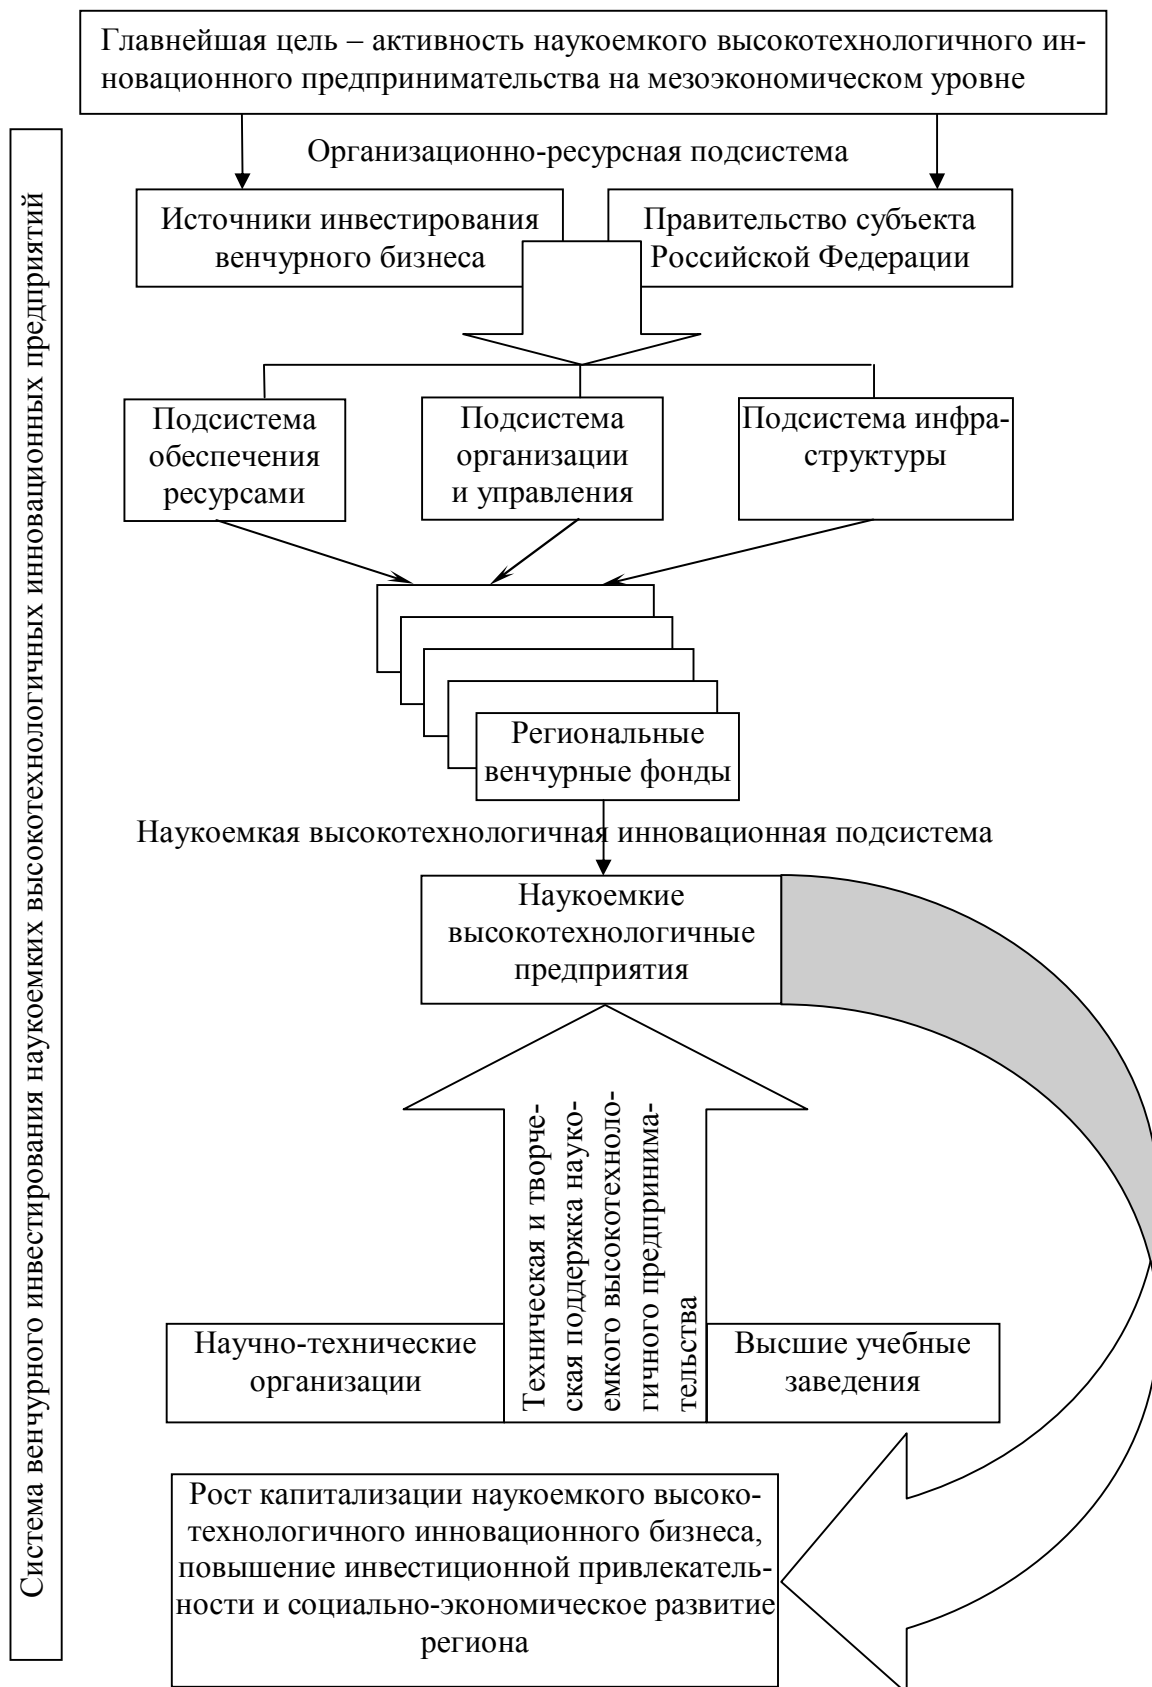 Главнейшая цель – активность наукоемкого высокотехнологичного ин-
новационного предпринимательства на мезоэкономическом уровне
Система венчурного инвестирования наукоемких высокотехнологичных инновационных предприятий
Организационно-ресурсная подсистема
Источники инвестирования
венчурного бизнеса
Правительство субъекта
Российской Федерации
Подсистема
обеспечения
ресурсами
Подсистема
организации
и управления
Подсистема инфра-
структуры
Региональные
венчурные фонды
Наукоемкая высокотехнологичная инновационная подсистема
Наукоемкие
высокотехнологичные
предприятия
Техническая и творче-
ская поддержка науко-
емкого высокотехноло-
гичного предпринима-
тельства
Научно-технические
организации
Высшие учебные
заведения
Рост капитализации наукоемкого высоко-
технологичного инновационного бизнеса,
повышение инвестиционной привлекатель-
ности и социально-экономическое развитие
региона